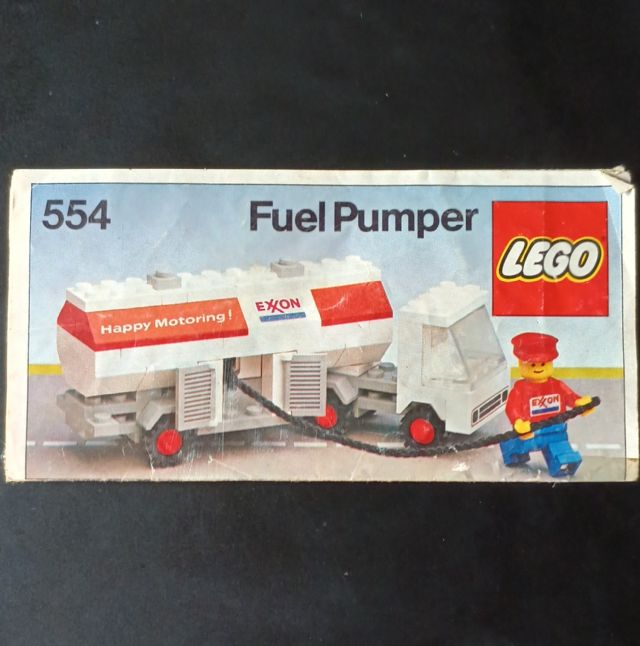 554
Fuel Pumper
LEGO
Happy Motoring!
EXXON
EXXON